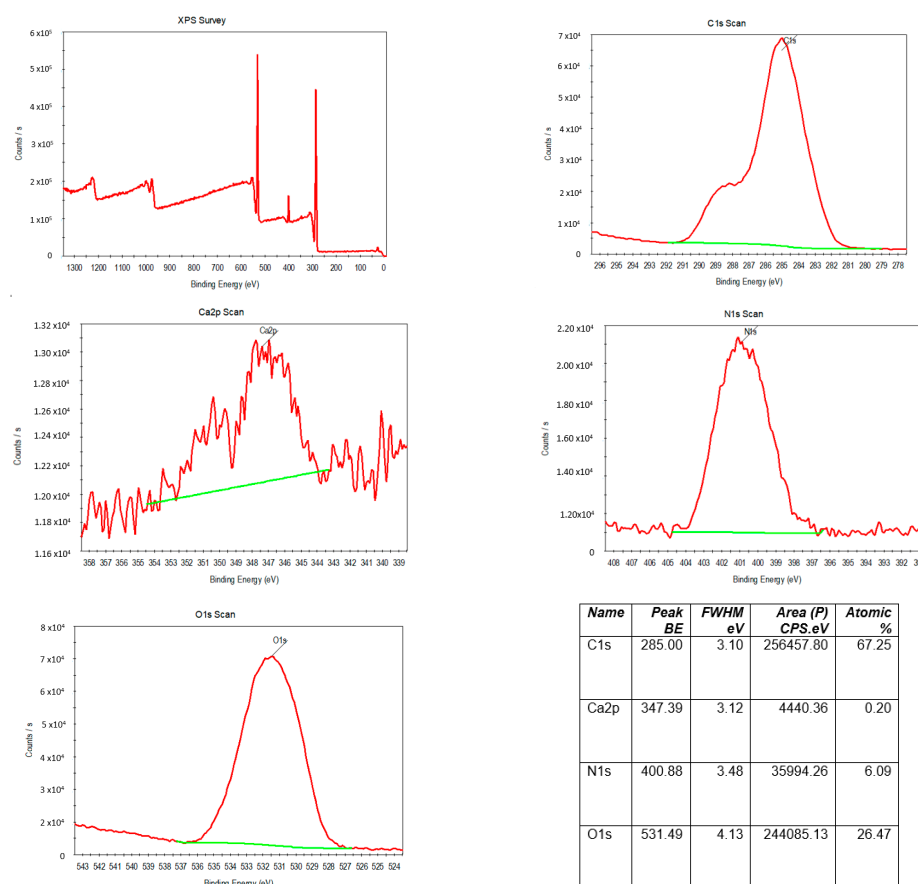 XPS Survey
6 x10⁵
5 x10⁵
4 x10⁵
3 x10⁵
2 x10⁵
1 x10⁵
0
Counts / s
1300 1200 1100 1000 900 800 700 600 500 400 300 200 100 0
Binding Energy (eV)
C1s Scan
C1s
7 x10⁴
6 x10⁴
5 x10⁴
4 x10⁴
3 x10⁴
2 x10⁴
1 x10⁴
0
Counts / s
296 295 294 293 292 291 290 289 288 287 286 285 284 283 282 281 280 279 278
Binding Energy (eV)
Ca2p Scan
Ca2p
1.32 x10⁴
1.30 x10⁴
1.28 x10⁴
1.26 x10⁴
1.24 x10⁴
1.22 x10⁴
1.20 x10⁴
1.18 x10⁴
1.16 x10⁴
Counts / s
358 357 356 355 354 353 352 351 350 349 348 347 346 345 344 343 342 341 340 339
Binding Energy (eV)
N1s Scan
N1s
2.20 x10⁴
2.00 x10⁴
1.80 x10⁴
1.60 x10⁴
1.40 x10⁴
1.20x10⁴
0
Counts / s
408 407 406 405 404 403 402 401 400 399 398 397 396 395 394 393 392
Binding Energy (eV)
O1s Scan
O1s
8 x10⁴
7 x10⁴
6 x10⁴
5 x10⁴
4 x10⁴
3 x10⁴
2 x10⁴
0
Counts / s
543 542 541 540 539 538 537 536 535 534 533 532 531 530 529 528 527 526 525 524
Binding Energy (eV)
Name Peak BE FWHM eV Area (P) CPS.eV Atomic %
C1s 285.00 3.10 256457.80 67.25
Ca2p 347.39 3.12 4440.36 0.20
N1s 400.88 3.48 35994.26 6.09
O1s 531.49 4.13 244085.13 26.47